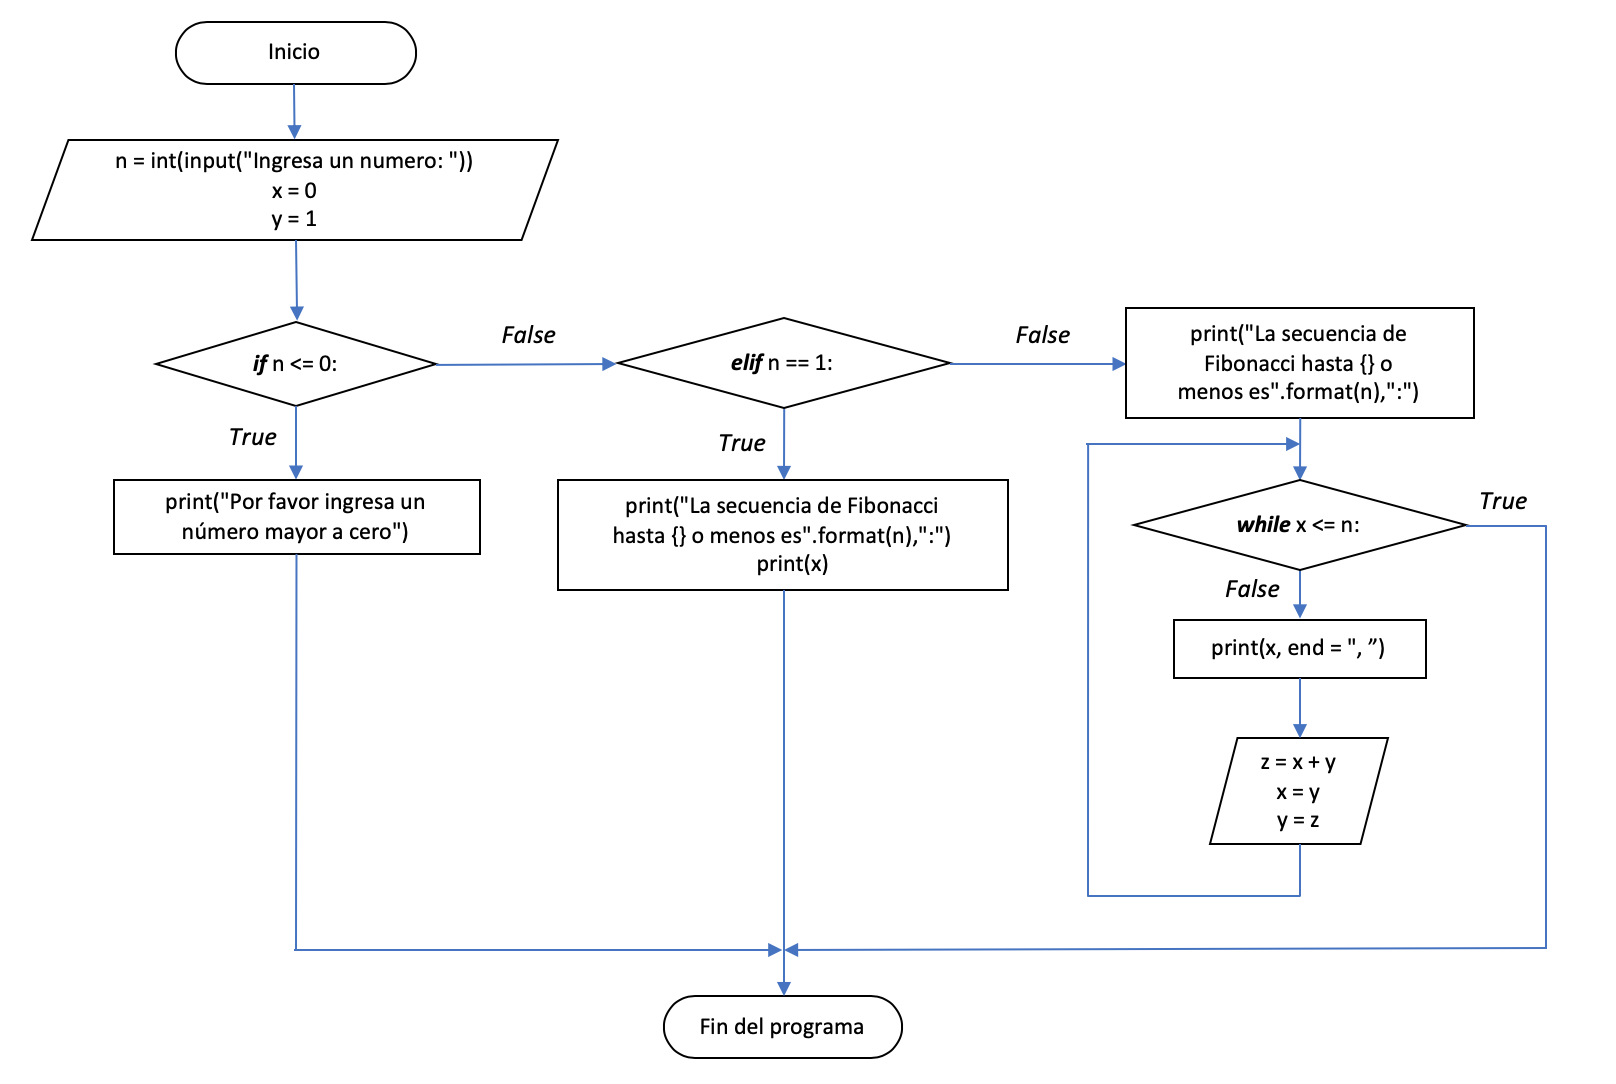 Inicio
n = int(input("Ingresa un numero: "))
x = 0
y = 1
if n <= 0:
False
elif n == 1:
False
print("La secuencia de
Fibonacci hasta {} o
menos es".format(n),":")
True
print("Por favor ingresa un
número mayor a cero")
True
print("La secuencia de Fibonacci
hasta {} o menos es".format(n),":")
print(x)
while x <= n:
True
False
print(x, end = ", ”)
z = x + y
x = y
y = z
Fin del programa